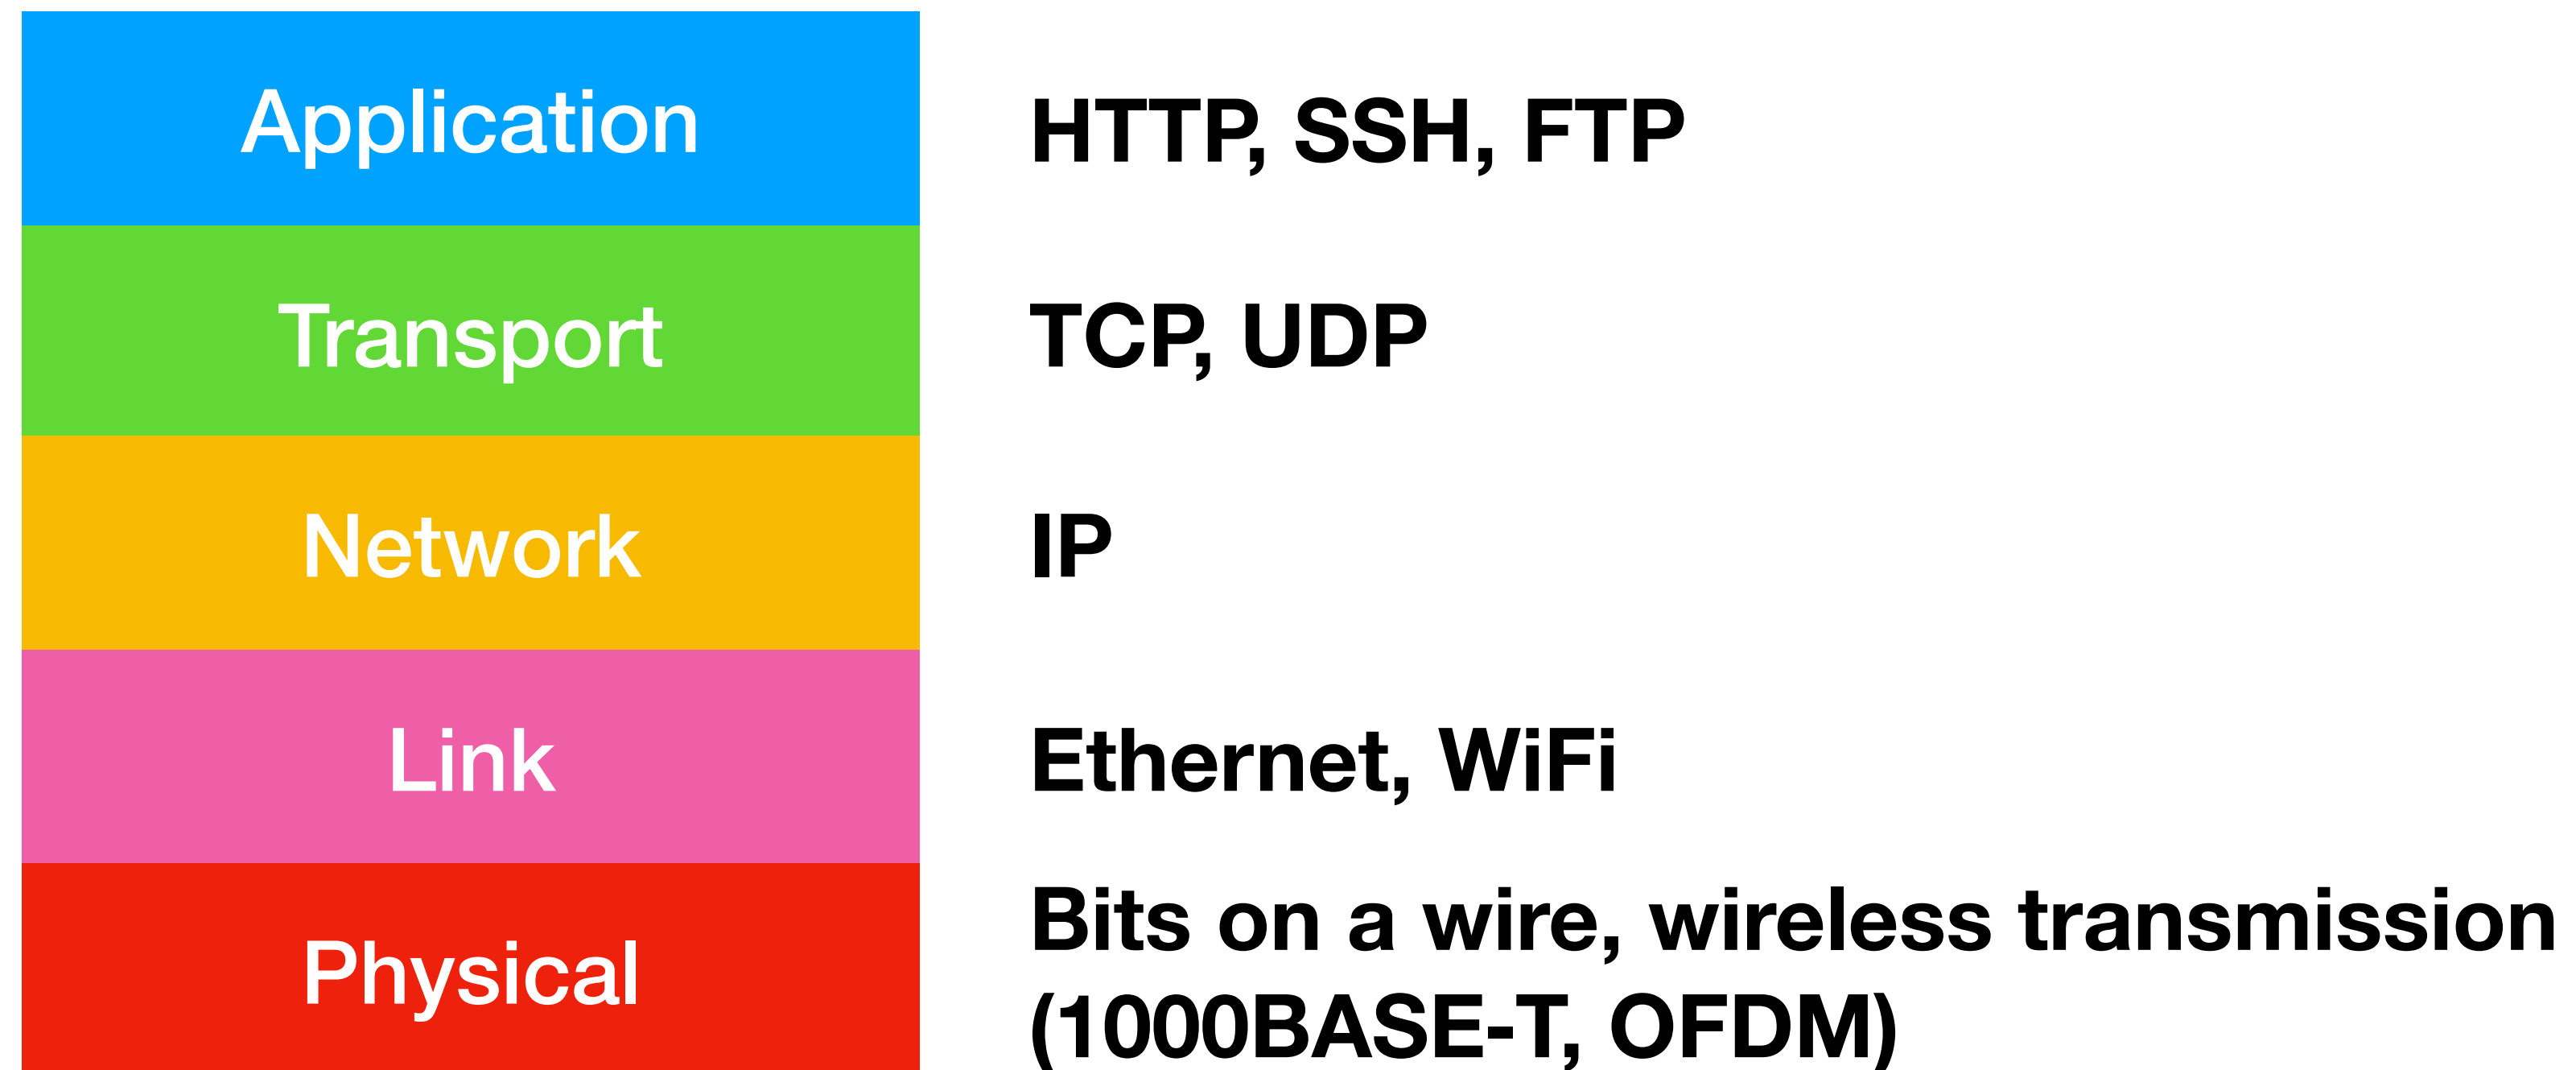 Application
HTTP, SSH, FTP
Transport
TCP, UDP
Network
IP
Link
Ethernet, WiFi
Physical
Bits on a wire, wireless transmission
(1000BASE-T, OFDM)